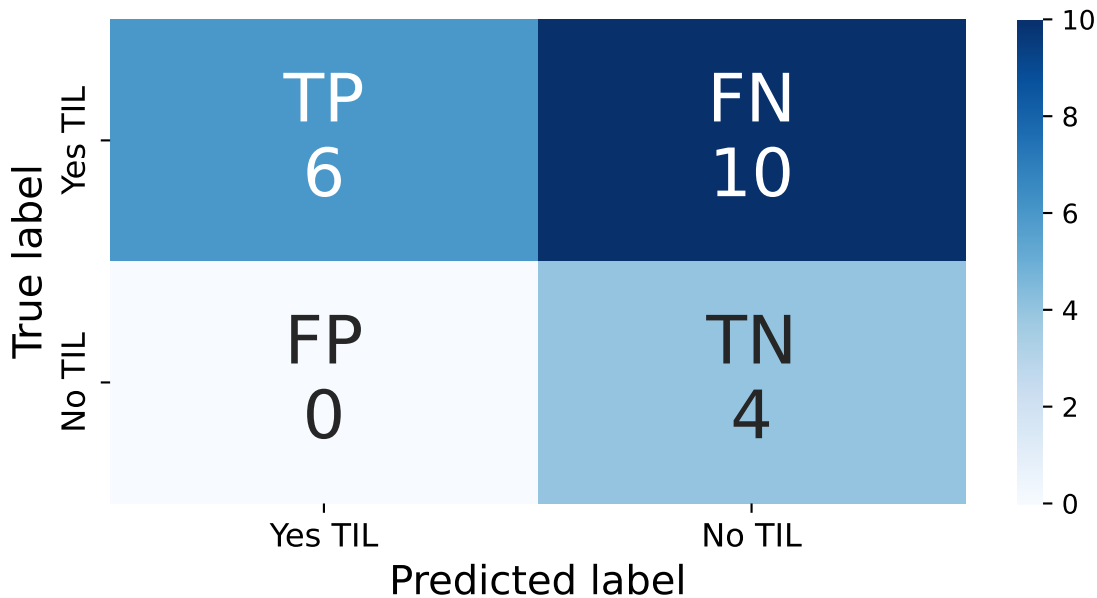 TP
6
FN
10
FP
0
TN
4
True label
Yes TIL
No TIL
Yes TIL
No TIL
Predicted label
10
8
6
4
2
0